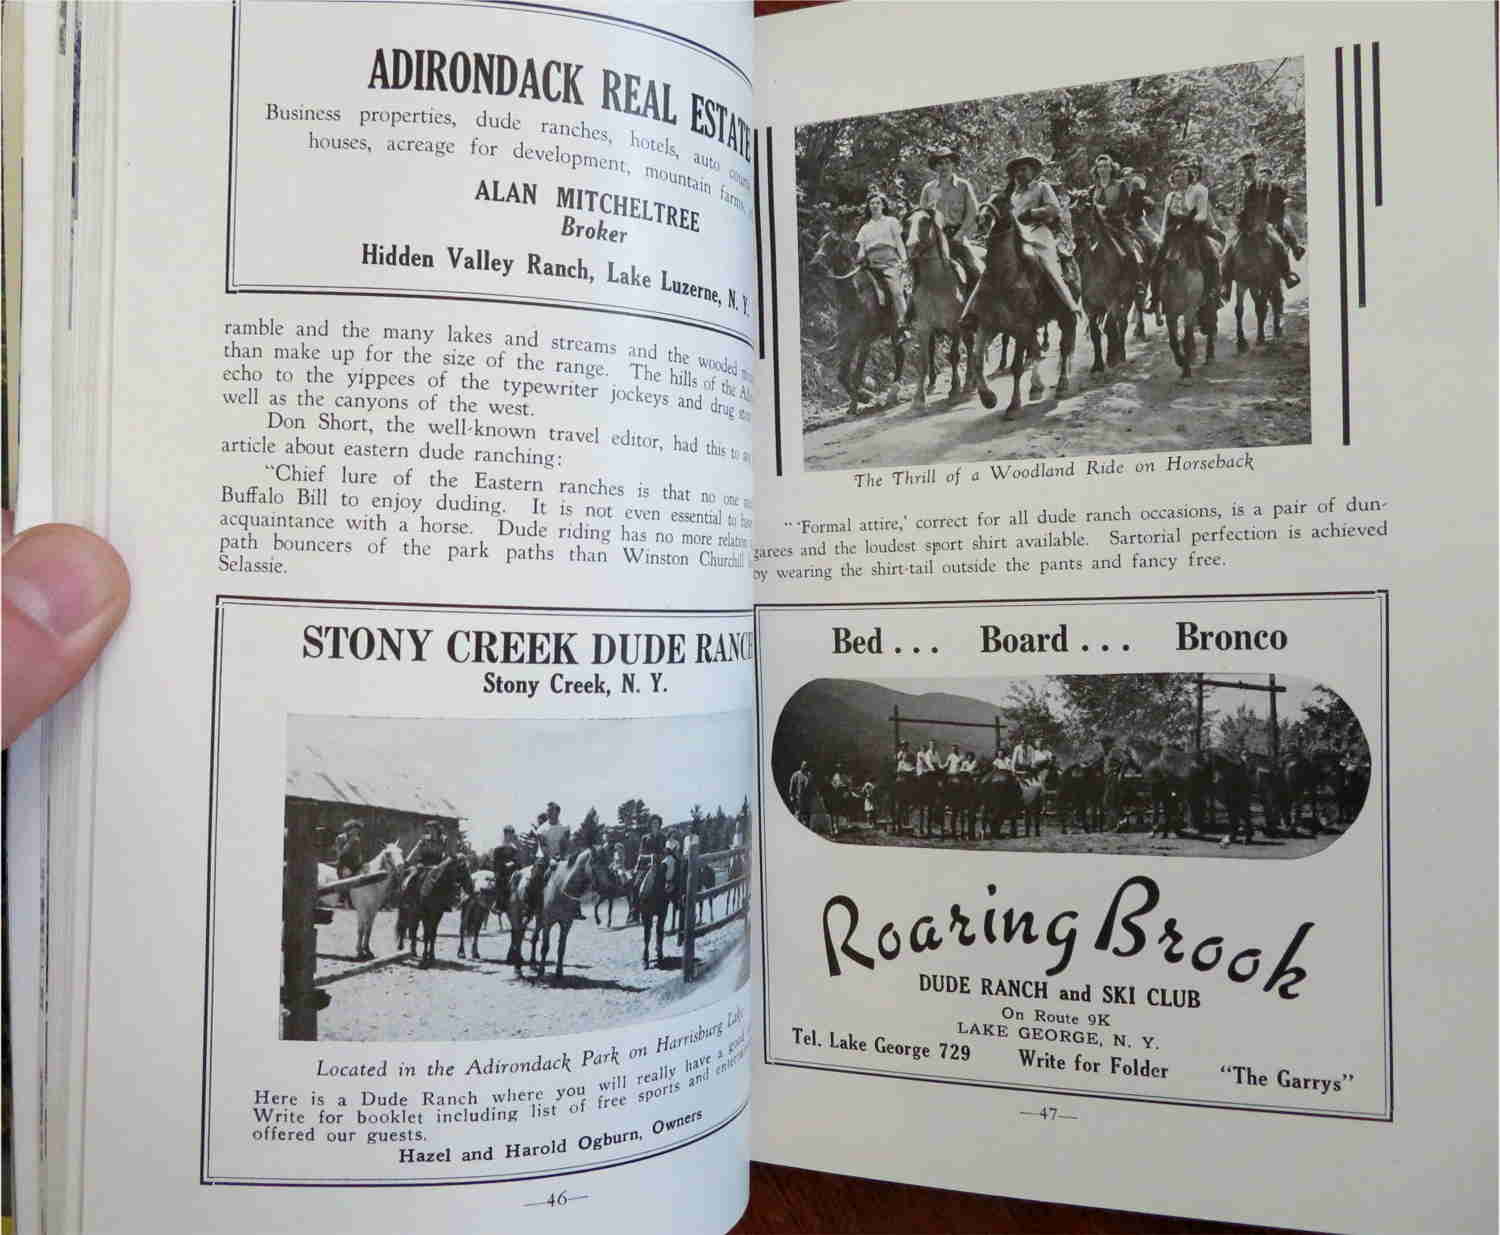 ADIRONDACK REAL ESTATE
Business properties, dude ranches, hotels, auto
houses, acreage for development, mountain farms,
ALAN MITCHELTREE
Broker
Hidden Valley Ranch, Lake Luzerne, N. Y.
ramble and the many lakes and streams and the wooded
than make up for the size of the range. The hills of the
echo to the yippees of the typewriter jockeys and drug
well as the canyons of the west.
Don Short, the well-known travel editor, had this to
article about eastern dude ranching:
"Chief lure of the Eastern ranches is that no one
Buffalo Bill to enjoy duding. It is not even essential to
acquaintance with a horse. Dude riding has no more
path bouncers of the park paths than Winston Churchill
Selassie.
STONY CREEK DUDE RANCH
Stony Creek, N. Y.
Located in the Adirondack Park on Harrisburg Lake
Here is a Dude Ranch where you will really have a good
Write for booklet including list of free sports and
offered our guests.
Hazel and Harold Ogburn, Owners
—46—
The Thrill of a Woodland Ride on Horseback
" 'Formal attire,' correct for all dude ranch occasions, is a pair of dun-
garees and the loudest sport shirt available. Sartorial perfection is achieved
by wearing the shirt-tail outside the pants and fancy free.
Bed . . . Board . . . Bronco
Roaring Brook
DUDE RANCH and SKI CLUB
On Route 9K
LAKE GEORGE, N. Y.
Tel. Lake George 729 Write for Folder "The Garrys"
—47—